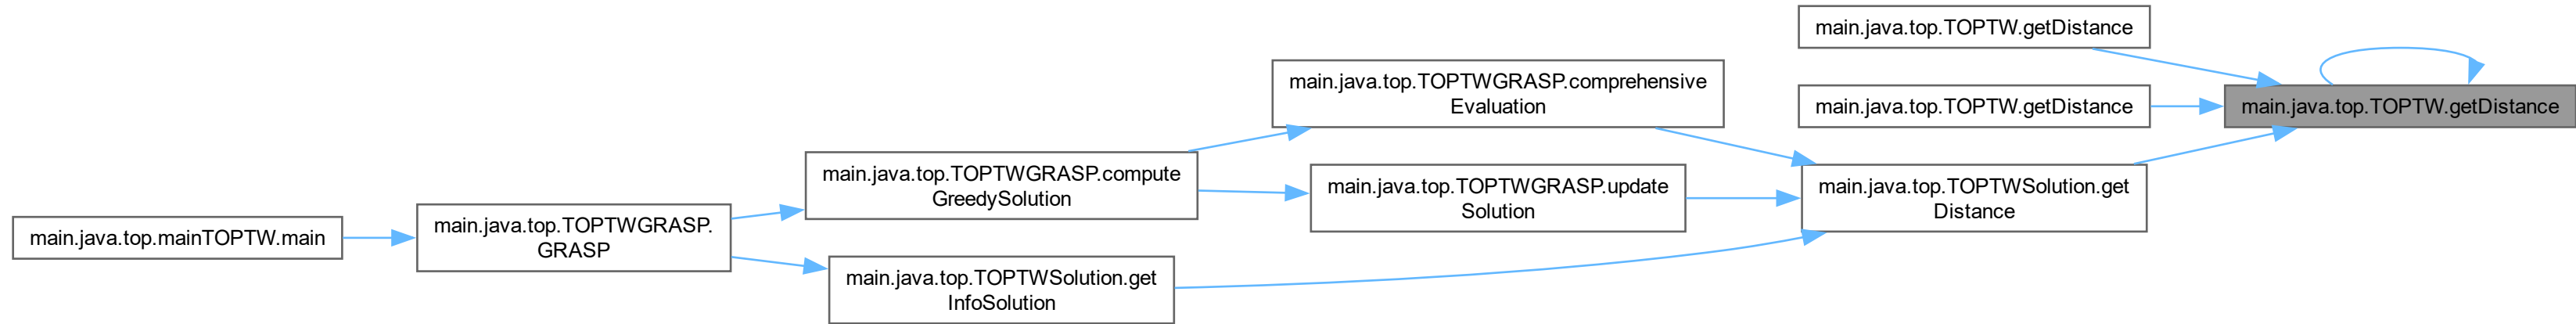 main.java.top.TOPTW.getDistance
main.java.top.TOPTWGRASP.comprehensive
Evaluation
main.java.top.TOPTW.getDistance
main.java.top.TOPTW.getDistance
main.java.top.TOPTWGRASP.compute
GreedySolution
main.java.top.TOPTWGRASP.update
Solution
main.java.top.TOPTWSolution.get
Distance
main.java.top.mainTOPTW.main
main.java.top.TOPTWGRASP.
GRASP
main.java.top.TOPTWSolution.get
InfoSolution